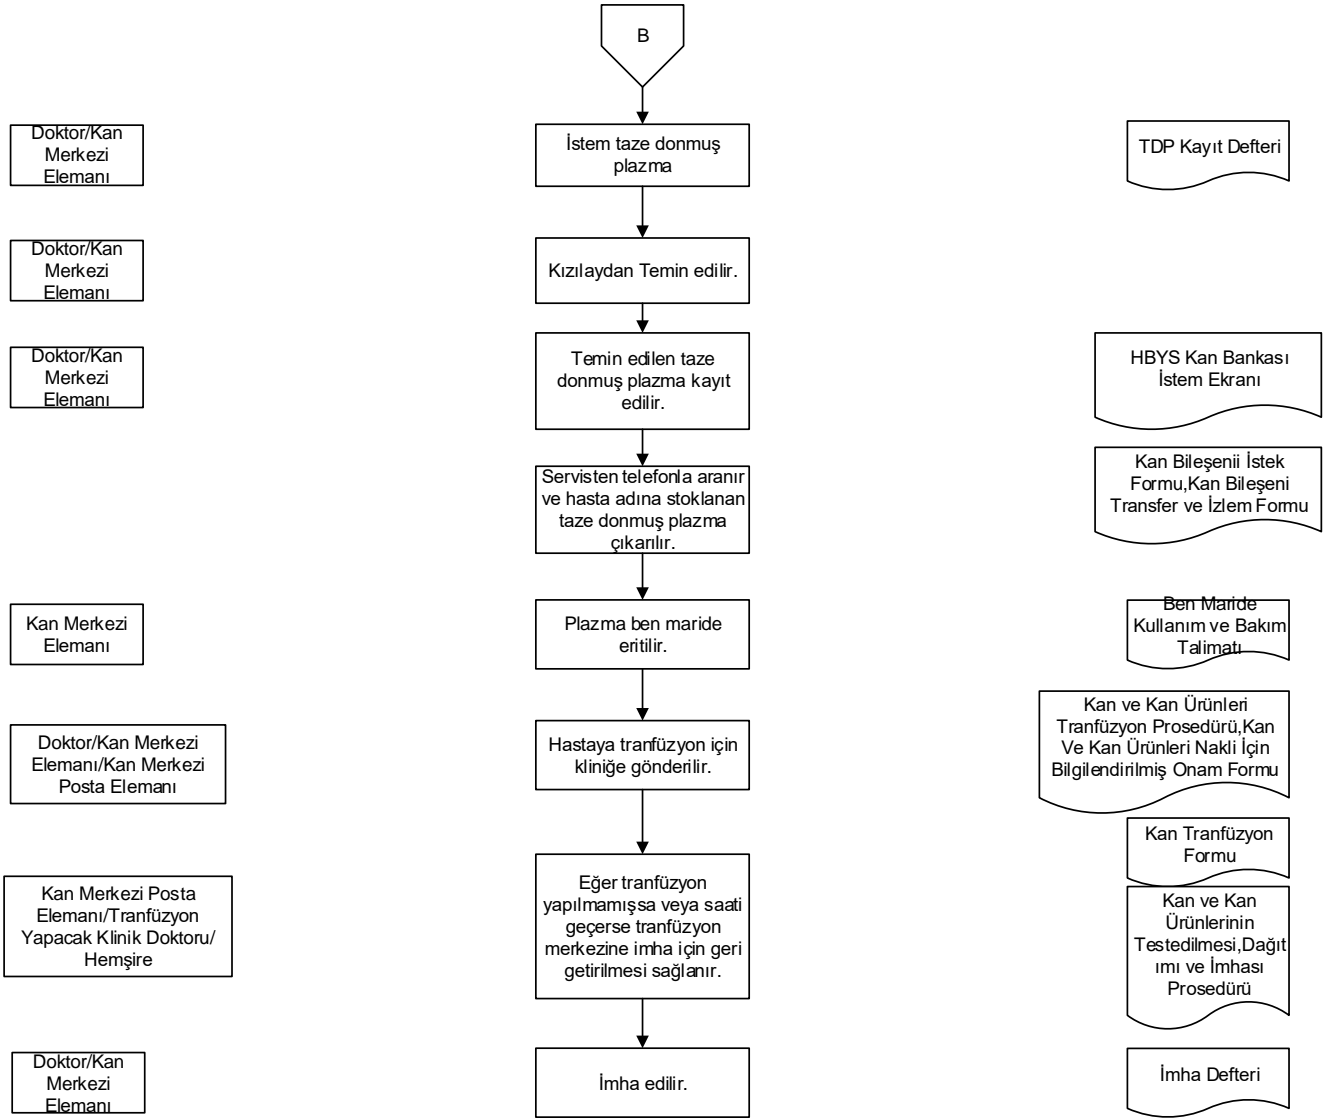 B
Doktor/Kan
Merkezi
Elemanı
İstem taze donmuş
plazma
TDP Kayıt Defteri
Doktor/Kan
Merkezi
Elemanı
Kızılaydan Temin edilir.
Doktor/Kan
Merkezi
Elemanı
Temin edilen taze
donmuş plazma kayıt
edilir.
HBYS Kan Bankası
İstem Ekranı
Servisten telefonla aranır
ve hasta adına stoklanan
taze donmuş plazma
çıkarılır.
Kan Bileşenii İstek
Formu,Kan Bileşeni
Transfer ve İzlem Formu
Kan Merkezi
Elemanı
Plazma ben maride
eritilir.
Ben Maride
Kullanım ve Bakım
Talimatı
Doktor/Kan Merkezi
Elemanı/Kan Merkezi
Posta Elemanı
Hastaya tranfüzyon için
kliniğe gönderilir.
Kan ve Kan Ürünleri
Tranfüzyon Prosedürü,Kan
Ve Kan Ürünleri Nakli İçin
Bilgilendirilmiş Onam Formu
Kan Tranfüzyon
Formu
Kan Merkezi Posta
Elemanı/Tranfüzyon
Yapacak Klinik Doktoru/
Hemşire
Eğer tranfüzyon
yapılmamışsa veya saati
geçerse tranfüzyon
merkezine imha için geri
getirilmesi sağlanır.
Kan ve Kan
Ürünlerinin
Testedilmesi,Dağıt
ımı ve İmhası
Prosedürü
Doktor/Kan
Merkezi
Elemanı
İmha edilir.
İmha Defteri